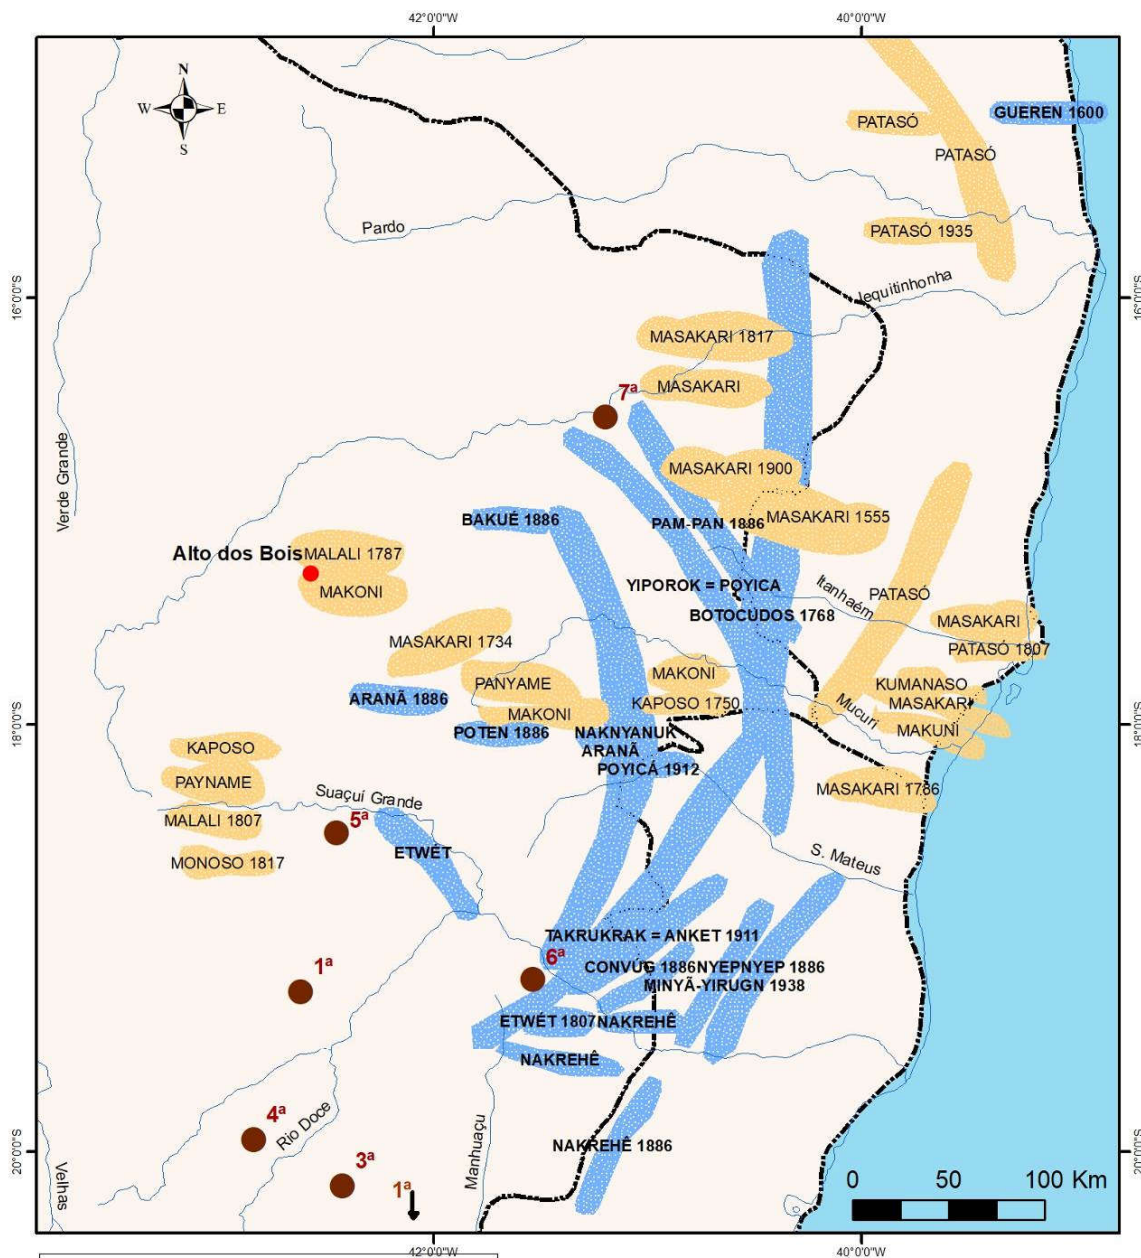 42°0'0"W
40°0'0"W
N
W
E
S
GUEREN 1600
PATASÓ
PATASÓ
Pardo
PATASÓ 1935
16°0'0"S
16°0'0"S
Jequitinhonha
MASAKARI 1817
MASAKARI
7ª
Verde Grande
MASAKARI 1900
BAKUÉ 1886
PAM-PAN 1886
MASAKARI 1555
Alto dos Bois
MALALI 1787
MAKONI
YIPOROK = POYICA
Itanhaém
PATASÓ
BOTOCUDOS 1768
MASAKARI
MASAKARI 1734
PATASÓ 1807
MAKONI
PANYAME
KUMANASO
ARANÃ 1886
KAPOSO 1750
MASAKARI
MAKONI
Mucuri
18°0'0"S
18°0'0"S
POTEN 1886
NAKNYANUK
MAKUNI
KAPOSO
ARANÃ
POYICÁ 1912
PAYNAME
MASAKARI 1786
Suaçuí Grande
MALALI 1807
5ª
ETWÉT
S. Mateus
MONOSO 1817
TAKRUKRAK = ANKET 1911
6ª
1ª
CONVUG 1886
NYEPNYEP 1886
MINYÃ-YIRUGN 1938
ETWÉT 1807
NAKREHÊ
NAKREHÊ
4ª
Rio Doce
Manhuaçu
NAKREHÊ 1886
20°0'0"S
20°0'0"S
3ª
1ª
Velhas
0 50 100 Km
42°0'0"W
40°0'0"W